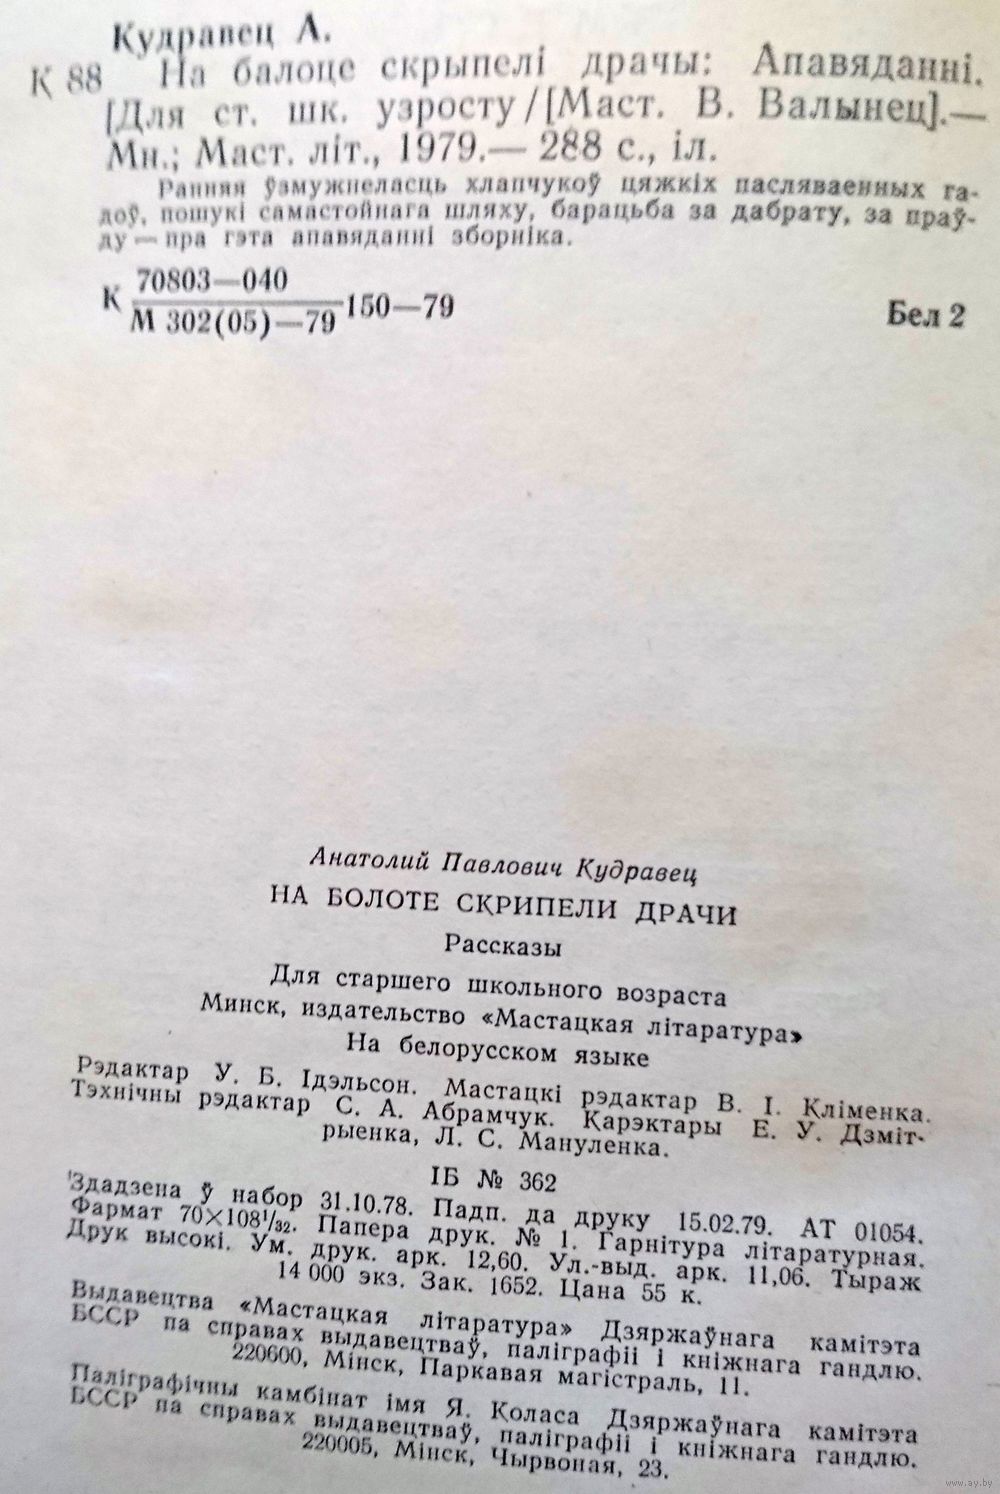 Кудравец А.
К 88 На балоце скрыпелі драчы: Апавяданні.
[Для ст. шк. узросту / [Маст. В. Валынец].—
Мн.; Маст. літ., 1979.— 288 с., іл.
Ранняя ўзмужнеласць хлапчукоў цяжкіх пасляваенных га-
доў, пошукі самастойнага шляху, барацьба за дабрату, за праў-
ду — пра гэта апавяданні зборніка.
70803—040
К 150—79
М 302(05)—79
Бел 2
Анатолий Павлович Кудравец
НА БОЛОТЕ СКРИПЕЛИ ДРАЧИ
Рассказы
Для старшего школьного возраста
Минск, издательство «Мастацкая літаратура»
На белорусском языке
Рэдактар У. Б. Ідэльсон. Мастацкі рэдактар В. І. Кліменка.
Тэхнічны рэдактар С. А. Абрамчук. Карэктары Е. У. Дзміт-
рыенка, Л. С. Мануленка.
ІБ № 362
Здадзена ў набор 31.10.78. Падп. да друку 15.02.79. АТ 01054.
Фармат 70×108¹/₃₂. Папера друк. № 1. Гарнітура літаратурная.
Друк высокі. Ум. друк. арк. 12,60. Ул.-выд. арк. 11,06. Тыраж
14 000 экз. Зак. 1652. Цана 55 к.
Выдавецтва «Мастацкая літаратура» Дзяржаўнага камітэта
БССР па справах выдавецтваў, паліграфіі і кніжнага гандлю.
220600, Мінск, Паркавая магістраль, 11.
Паліграфічны камбінат імя Я. Коласа Дзяржаўнага камітэта
БССР па справах выдавецтваў, паліграфіі і кніжнага гандлю.
220005, Мінск, Чырвоная, 23.
www.ay.by